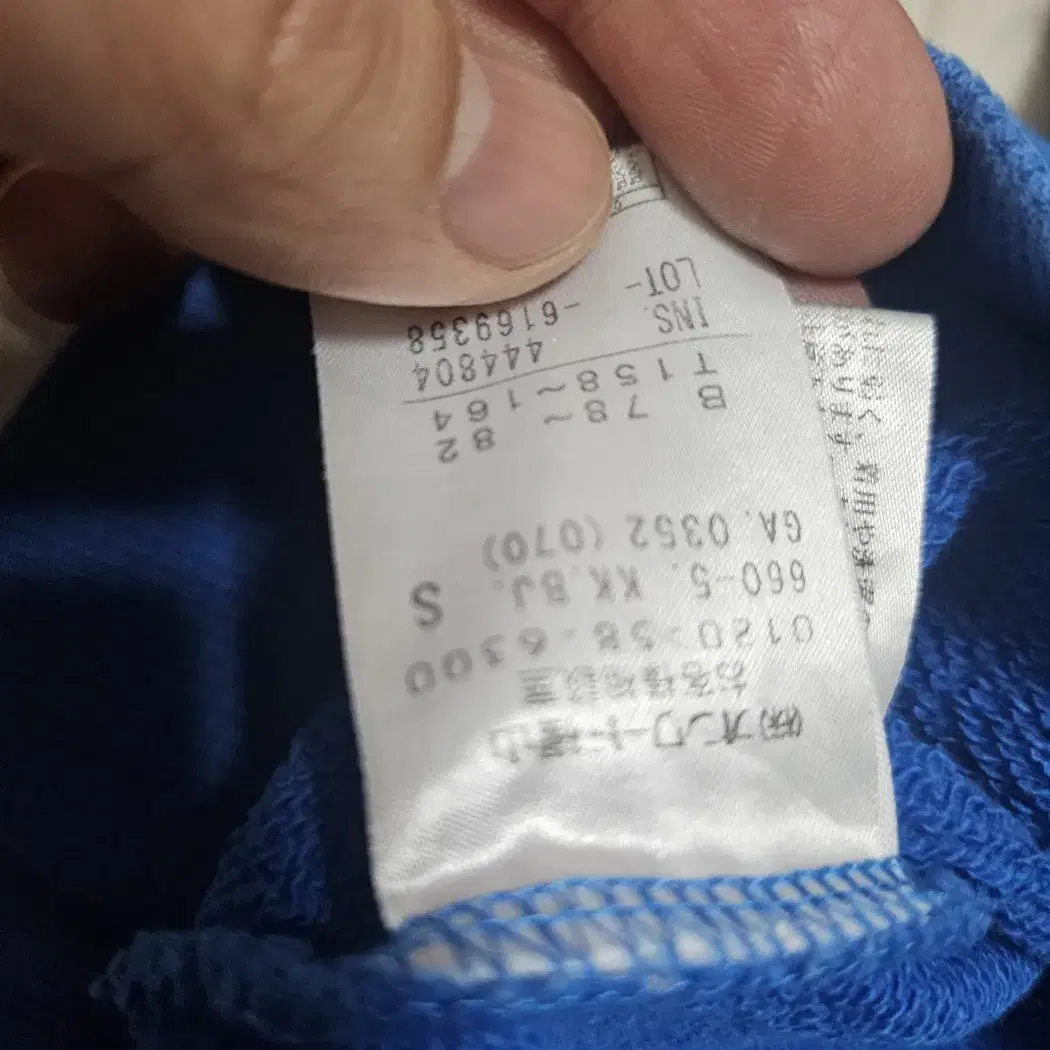 ㈱オンワード樫山
お客様相談室
0120-58-6300
660-5. KK.BJ. S
GA.0352 (070)
B 78~ 82
T158~164
INS. 444804
LOT- -6169358